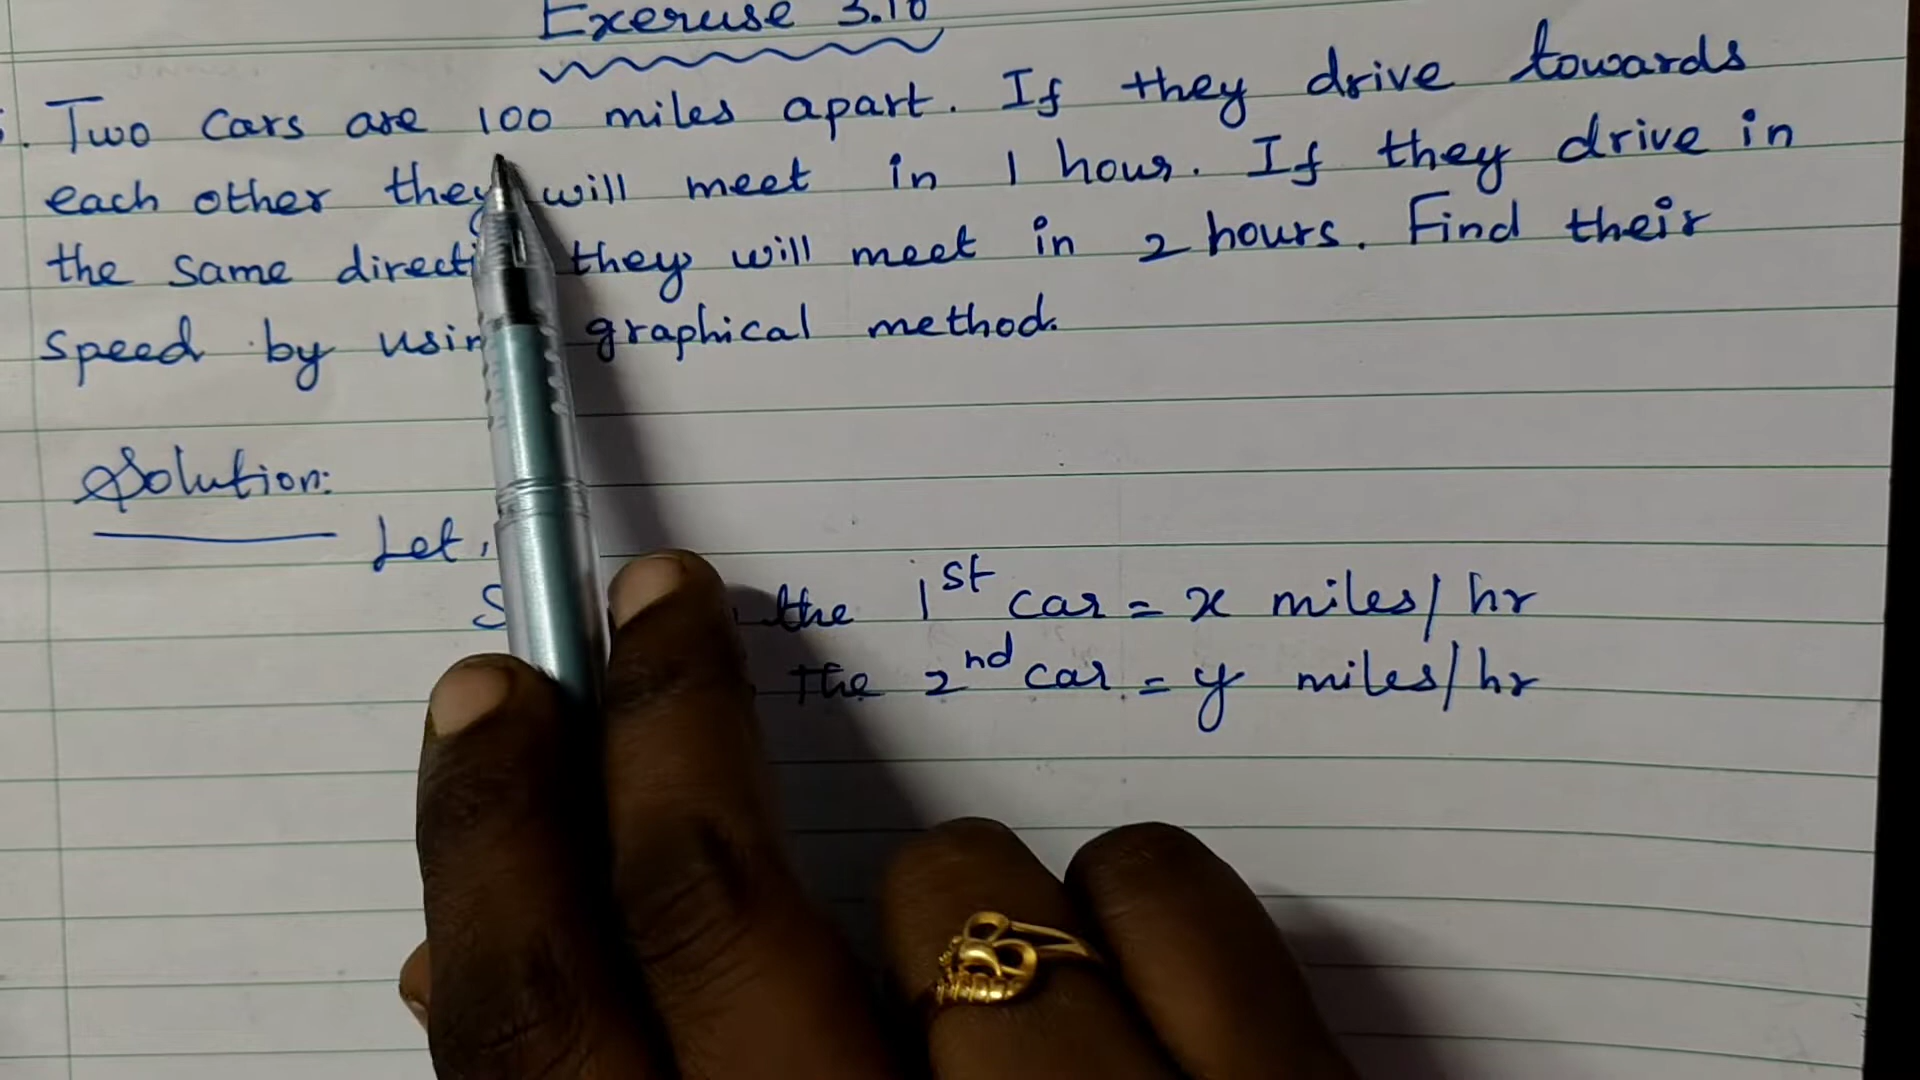 Exercise 3.10
. Two cars are 100 miles apart. If they drive towards
each other they will meet in 1 hour. If they drive in
the same directi they will meet in 2 hours. Find their
speed by usin graphical method.
Solution:
Let,
S the 1st car = x miles/hr
the 2nd car = y miles/hr